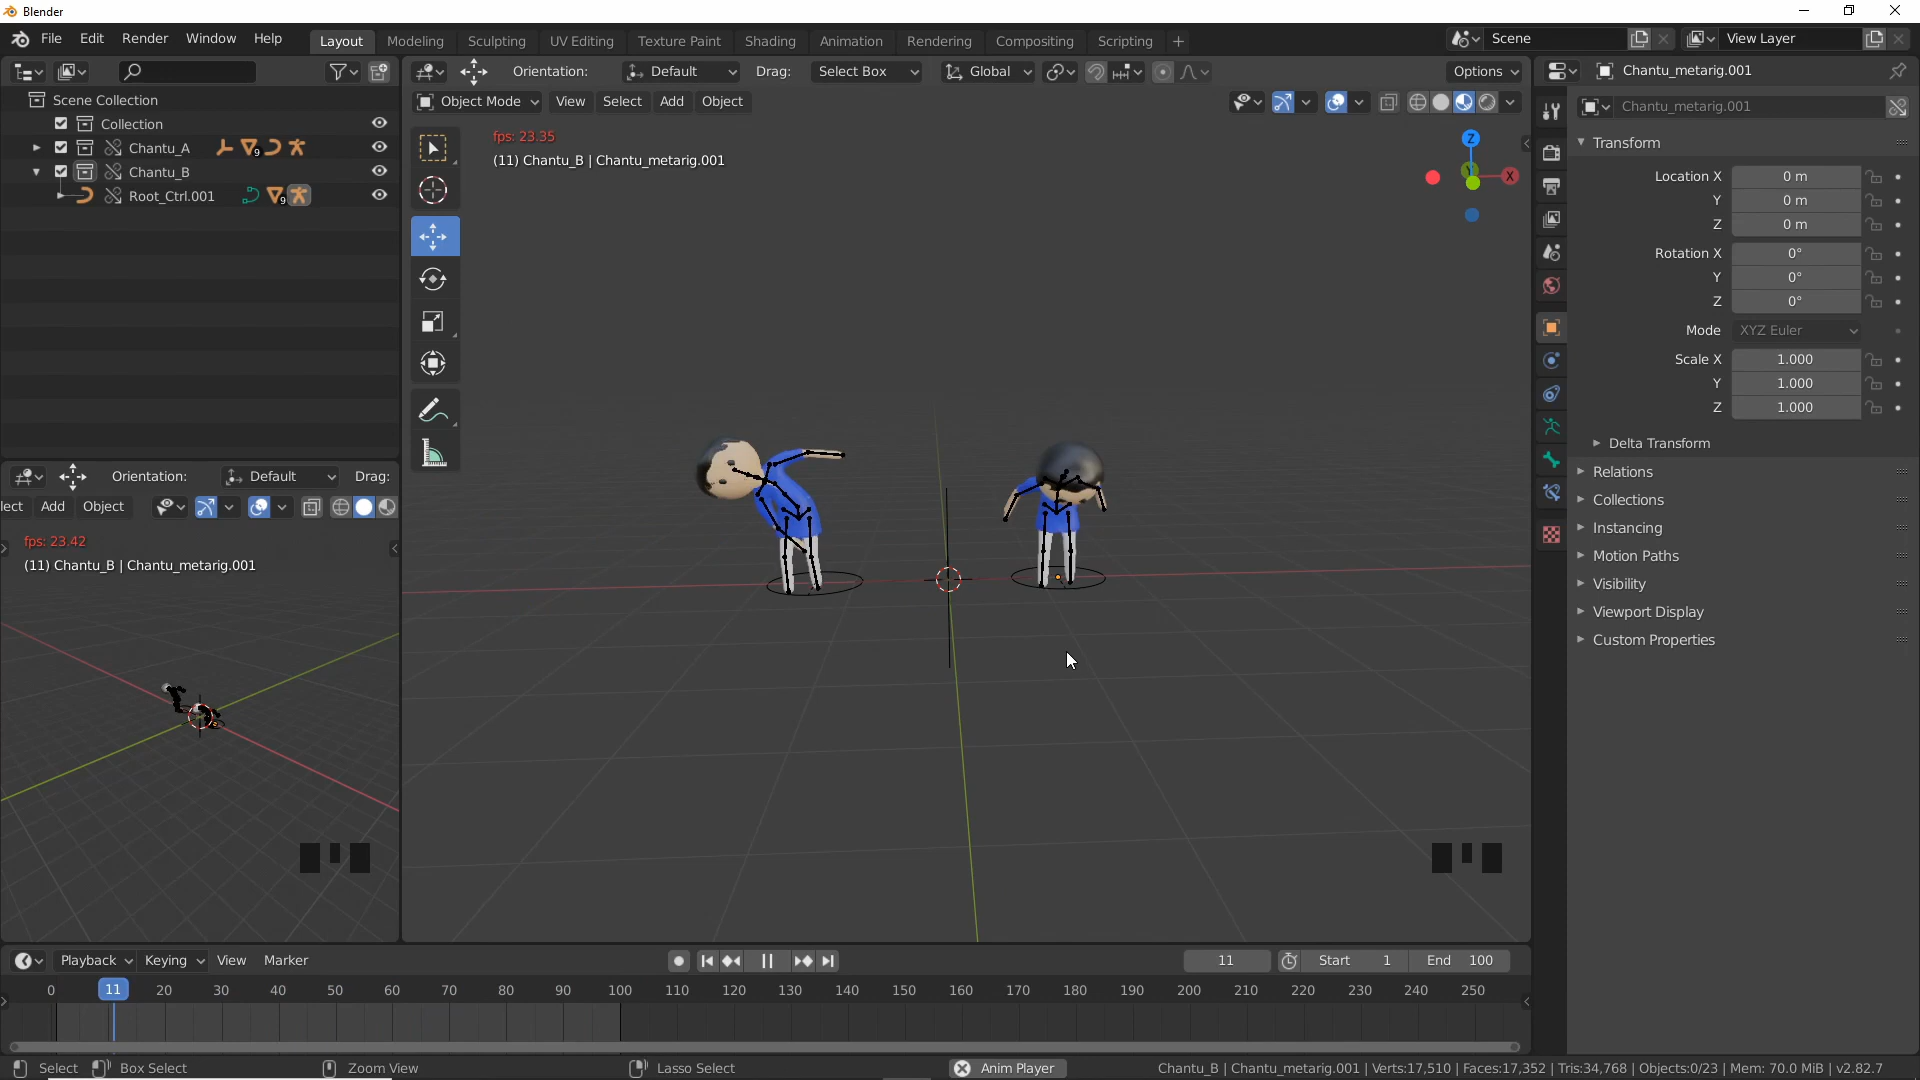 Blender
File Edit Render Window Help Layout Modeling Sculpting UV Editing Texture Paint Shading Animation Rendering Compositing Scripting + Scene View Layer
Orientation: Default Drag: Select Box Global Options
Chantu_metarig.001
Object Mode View Select Add Object
Scene Collection
Collection
Chantu_A 9
Chantu_B
Root_Ctrl.001 9
fps: 23.35
(11) Chantu_B | Chantu_metarig.001
Z
Y
X
Chantu_metarig.001
Transform
Location X 0 m
Y 0 m
Z 0 m
Rotation X 0°
Y 0°
Z 0°
Mode XYZ Euler
Scale X 1.000
Y 1.000
Z 1.000
Delta Transform
Relations
Collections
Instancing
Motion Paths
Visibility
Viewport Display
Custom Properties
Orientation: Default Drag:
lect Add Object
fps: 23.42
(11) Chantu_B | Chantu_metarig.001
Playback Keying View Marker 11 Start 1 End 100
0 11 20 30 40 50 60 70 80 90 100 110 120 130 140 150 160 170 180 190 200 210 220 230 240 250
Select Box Select Zoom View Lasso Select Anim Player Chantu_B | Chantu_metarig.001 | Verts:17,510 | Faces:17,352 | Tris:34,768 | Objects:0/23 | Mem: 70.0 MiB | v2.82.7